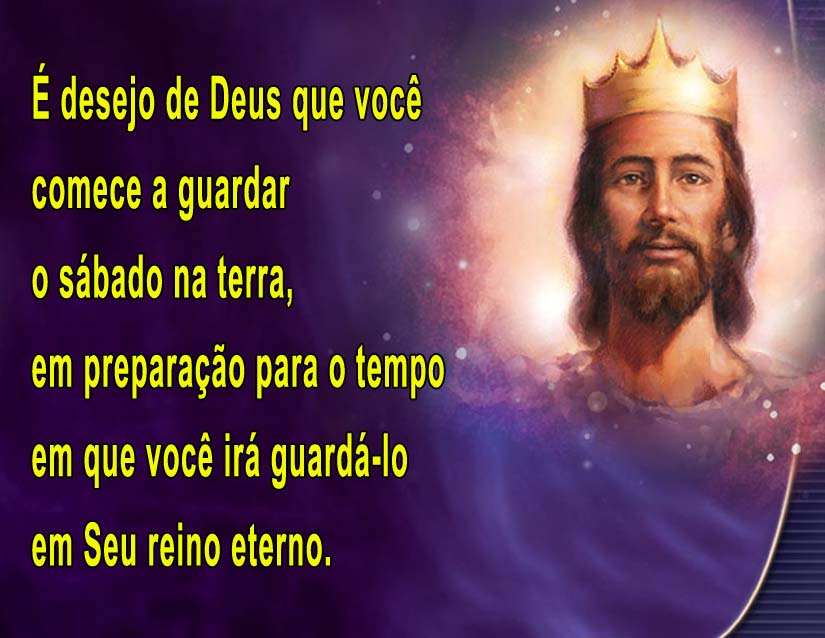 É desejo de Deus que você
comece a guardar
o sábado na terra,
em preparação para o tempo
em que você irá guardá-lo
em Seu reino eterno.